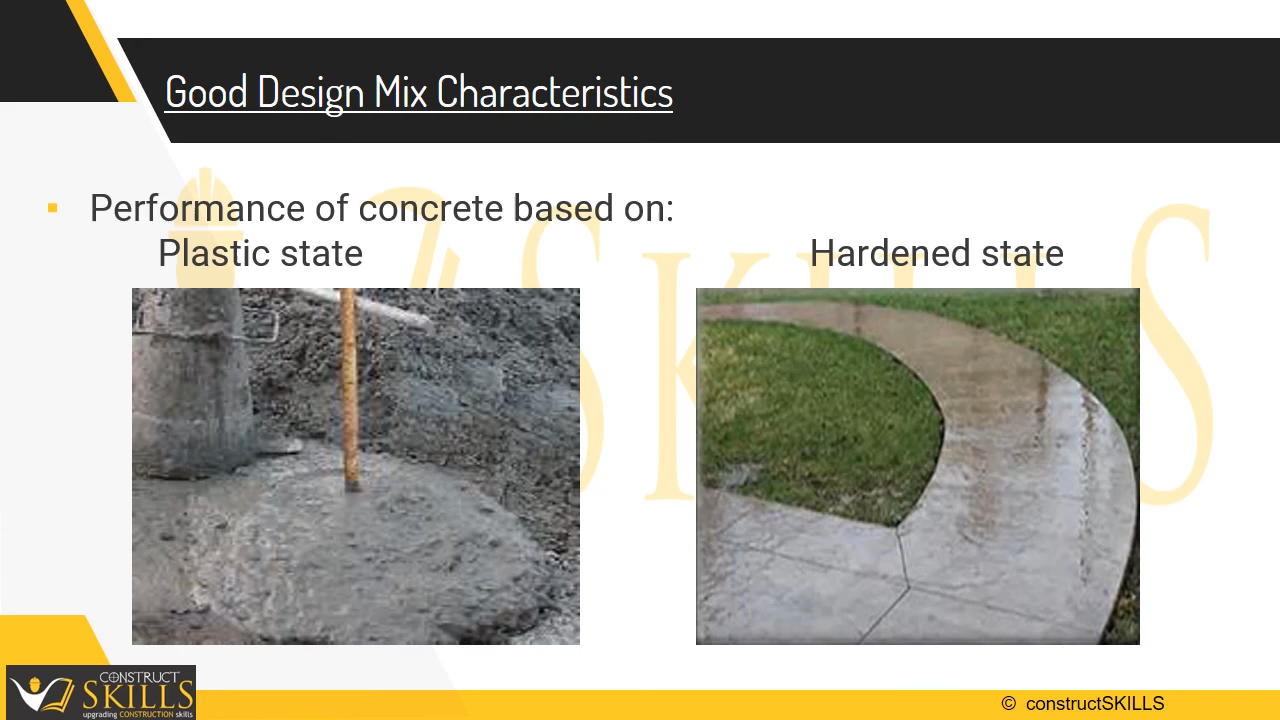 Good Design Mix Characteristics
▪ Performance of concrete based on:
Plastic state
Hardened state
SKILLS
CONSTRUCT
SKILLS
upgrading CONSTRUCTION skills
© constructSKILLS